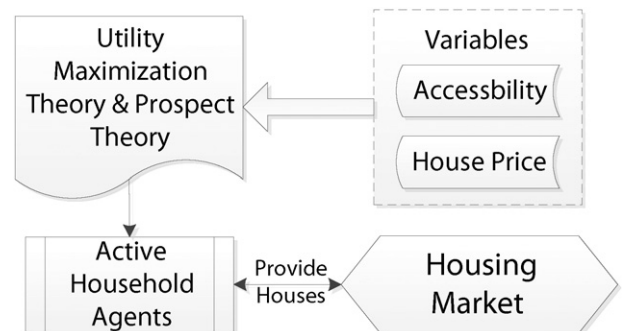 Utility
Maximization
Theory & Prospect
Theory
Variables
Accessbility
House Price
Active
Household
Agents
Provide
Houses
Housing
Market